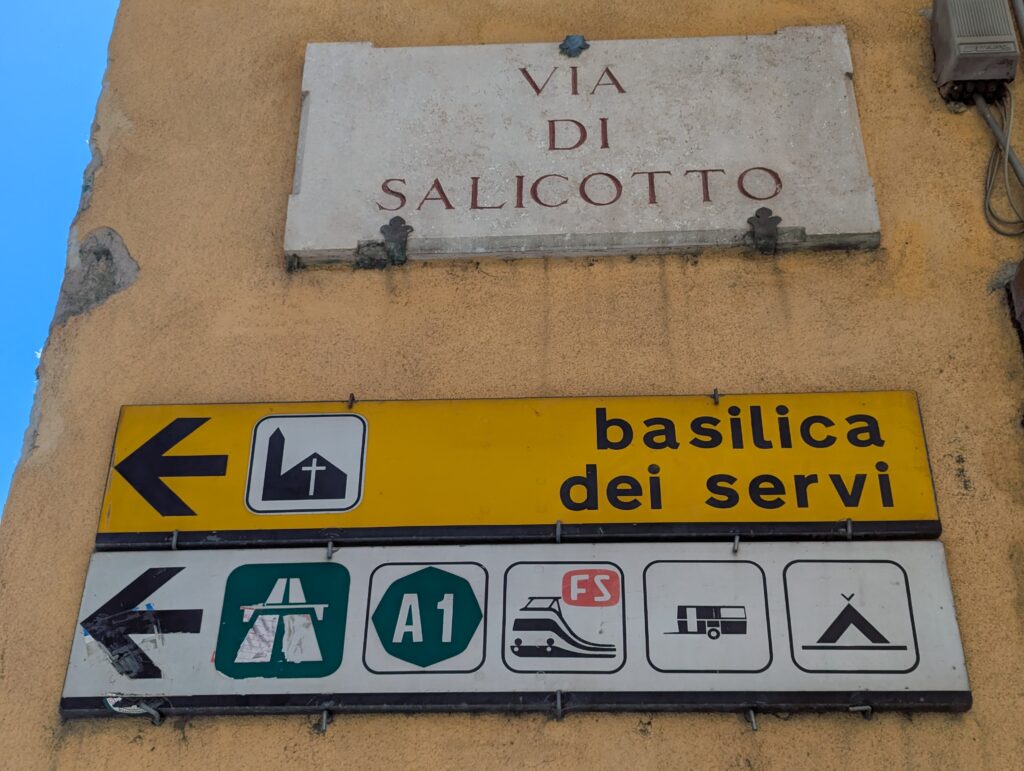 VIA
DI
SALICOTTO
basilica
dei servi
A1
FS